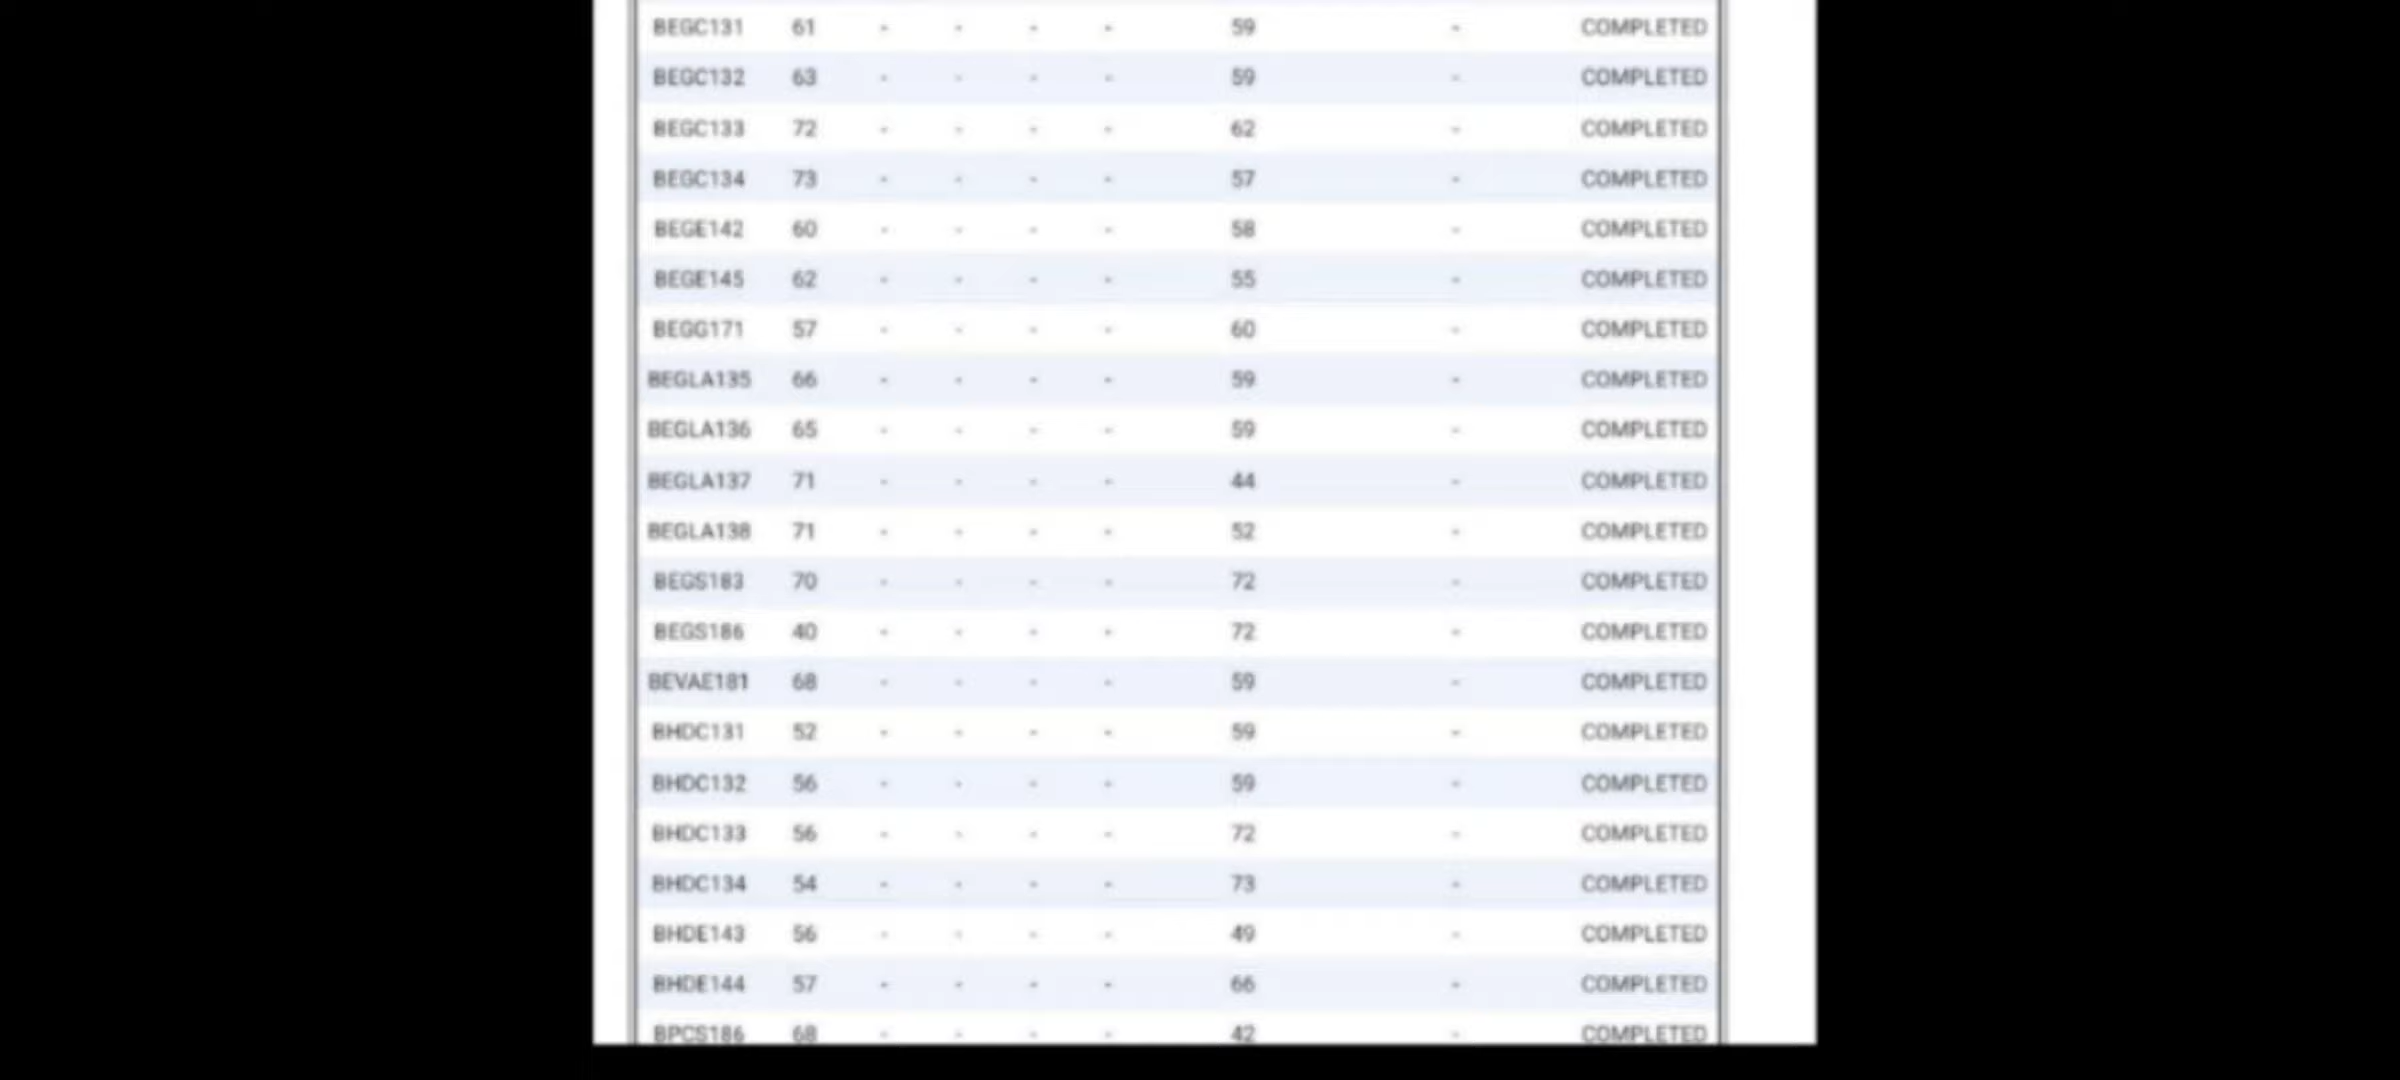 BEGC131 61 - - - - 59 - COMPLETED
BEGC132 63 - - - - 59 - COMPLETED
BEGC133 72 - - - - 62 - COMPLETED
BEGC134 73 - - - - 57 - COMPLETED
BEGE142 60 - - - - 58 - COMPLETED
BEGE145 62 - - - - 55 - COMPLETED
BEGG171 57 - - - - 60 - COMPLETED
BEGLA135 66 - - - - 59 - COMPLETED
BEGLA136 65 - - - - 59 - COMPLETED
BEGLA137 71 - - - - 44 - COMPLETED
BEGLA138 71 - - - - 52 - COMPLETED
BEGS183 70 - - - - 72 - COMPLETED
BEGS186 40 - - - - 72 - COMPLETED
BEVAE181 68 - - - - 59 - COMPLETED
BHDC131 52 - - - - 59 - COMPLETED
BHDC132 56 - - - - 59 - COMPLETED
BHDC133 56 - - - - 72 - COMPLETED
BHDC134 54 - - - - 73 - COMPLETED
BHDE143 56 - - - - 49 - COMPLETED
BHDE144 57 - - - - 66 - COMPLETED
BPCS186 68 - - - - 42 - COMPLETED